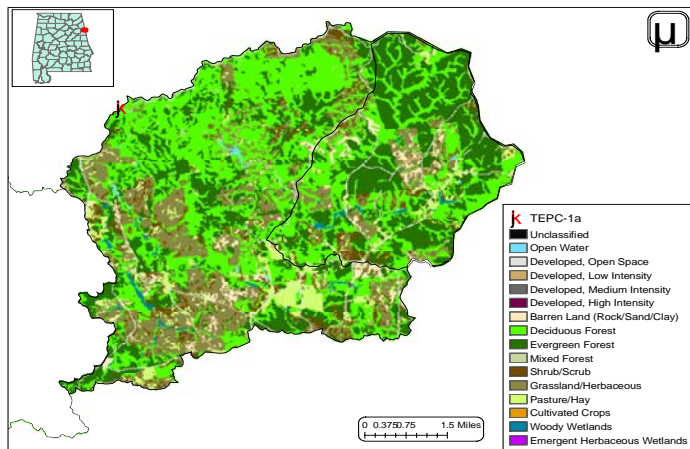 µ
k
k TEPC-1a
Unclassified
Open Water
Developed, Open Space
Developed, Low Intensity
Developed, Medium Intensity
Developed, High Intensity
Barren Land (Rock/Sand/Clay)
Deciduous Forest
Evergreen Forest
Mixed Forest
Shrub/Scrub
Grassland/Herbaceous
Pasture/Hay
Cultivated Crops
Woody Wetlands
Emergent Herbaceous Wetlands
0 0.375 0.75 1.5 Miles